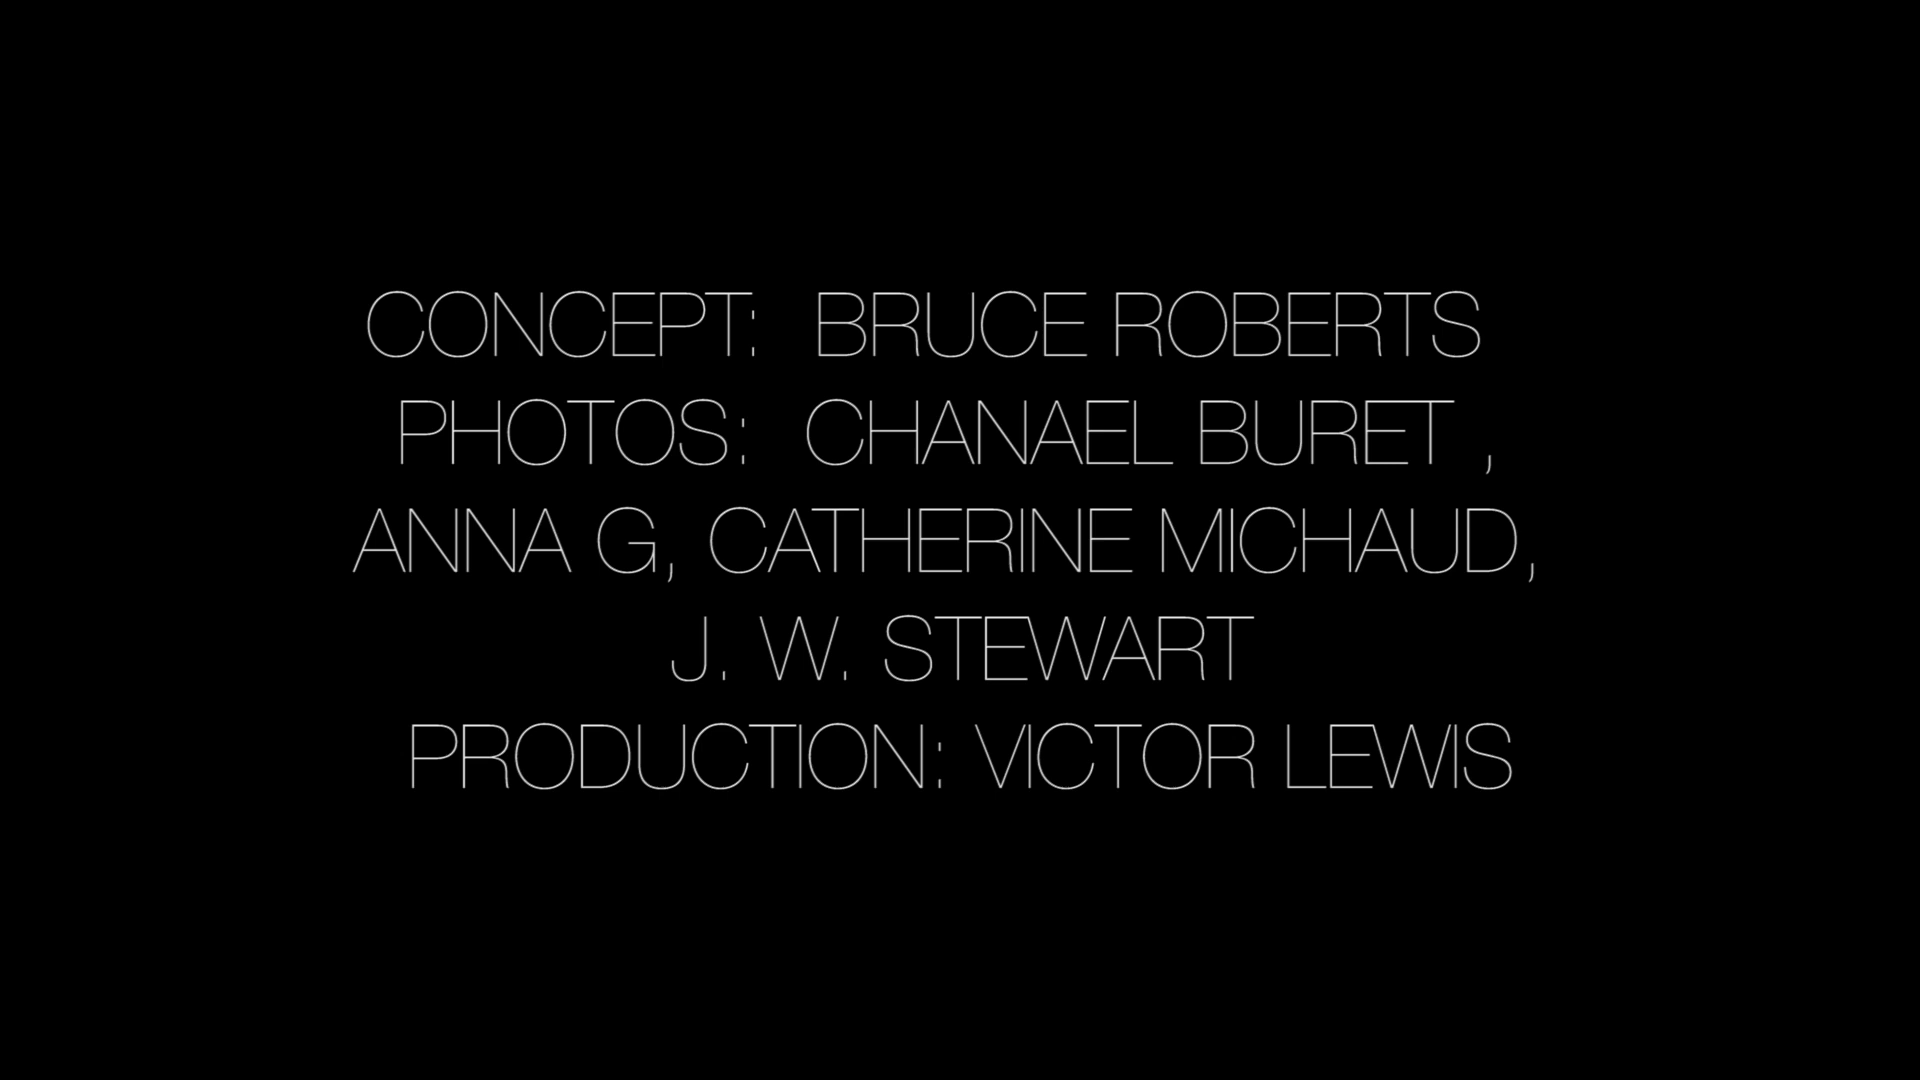 CONCEPT:  BRUCE ROBERTS
PHOTOS:  CHANAEL BURET ,
ANNA G, CATHERINE MICHAUD,
J. W. STEWART
PRODUCTION: VICTOR LEWIS